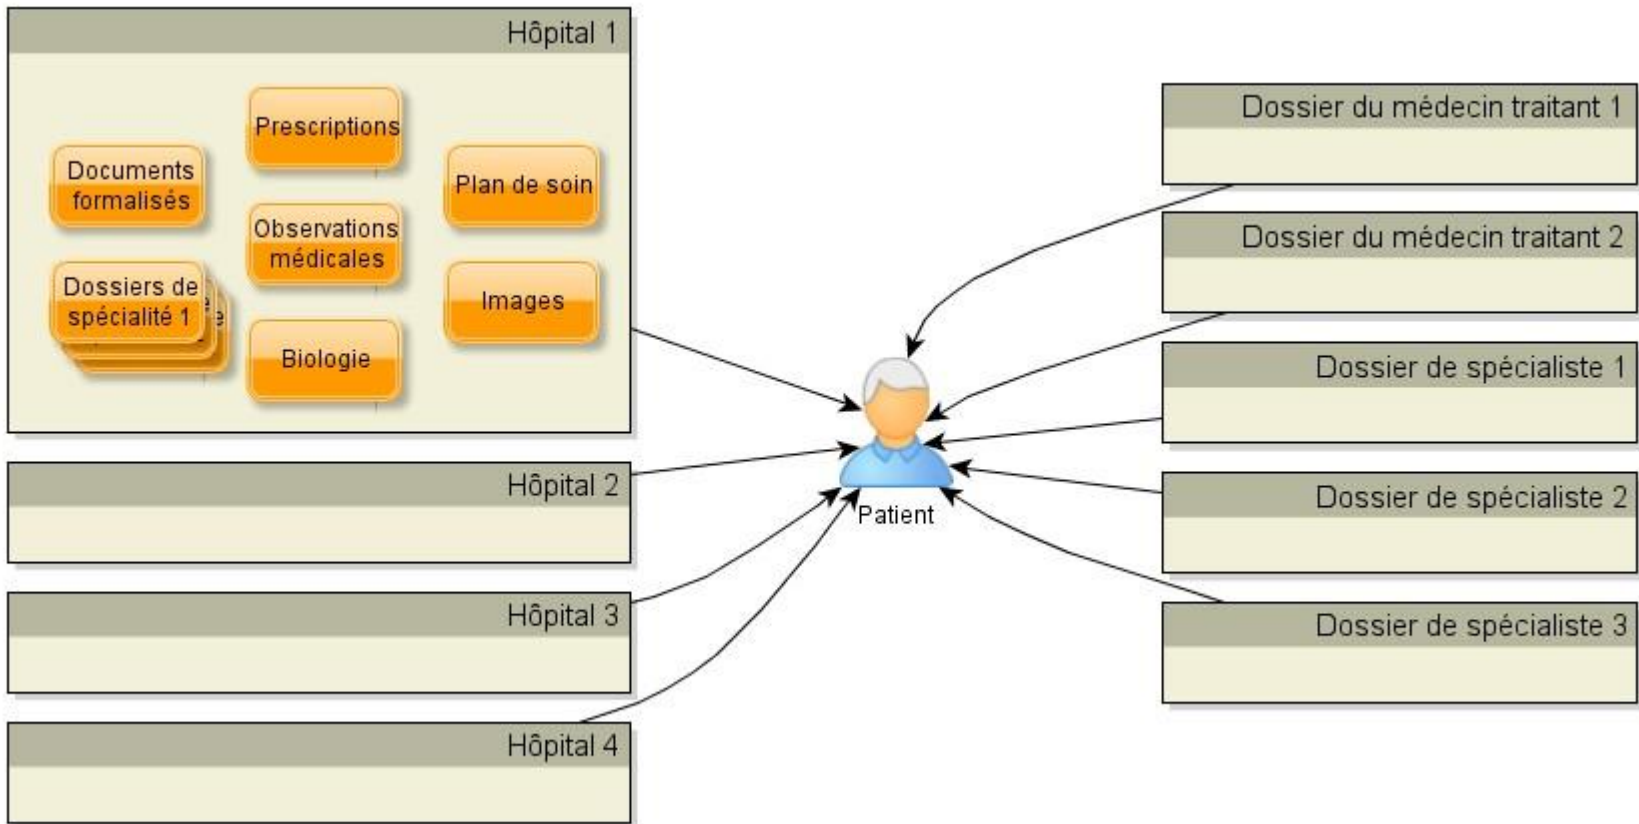 Hôpital 1
Prescriptions
Documents
formalisés
Plan de soin
Observations
médicales
Dossiers de
spécialité 1
Images
Biologie
Hôpital 2
Hôpital 3
Hôpital 4
Patient
Dossier du médecin traitant 1
Dossier du médecin traitant 2
Dossier de spécialiste 1
Dossier de spécialiste 2
Dossier de spécialiste 3